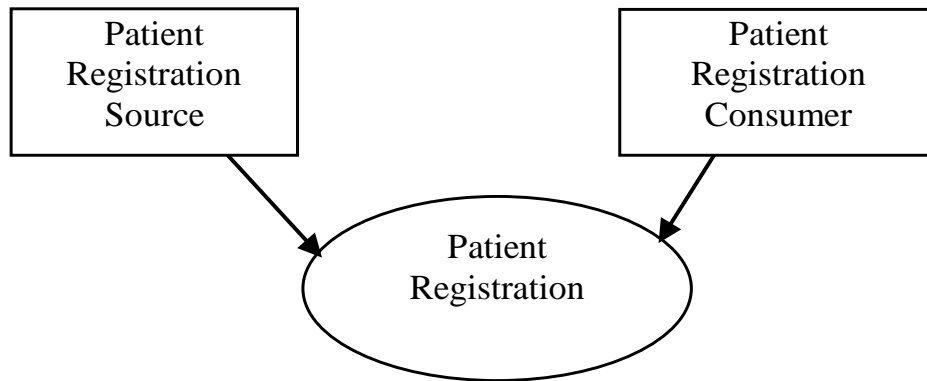 Patient
Registration
Source
Patient
Registration
Consumer
Patient
Registration